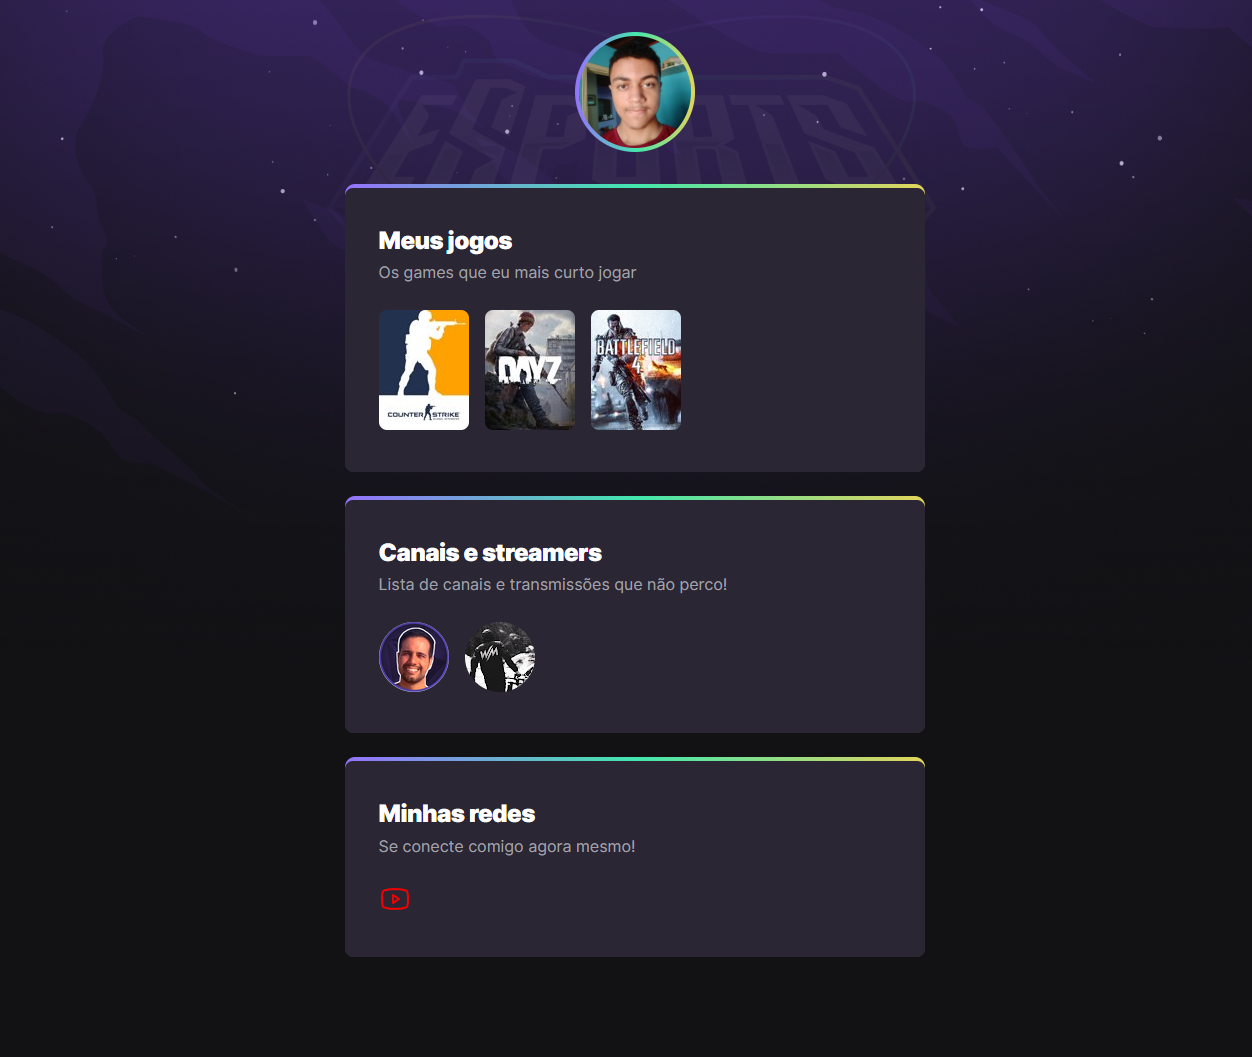 ESPORTS
Meus jogos
Os games que eu mais curto jogar
COUNTER STRIKE
DAYZ
BATTLEFIELD
4
Canais e streamers
Lista de canais e transmissões que não perco!
Minhas redes
Se conecte comigo agora mesmo!